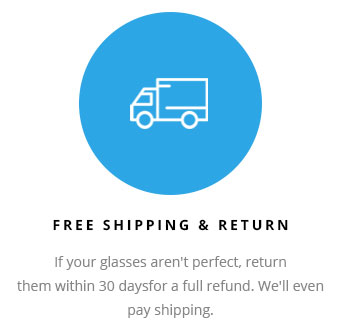 FREE SHIPPING & RETURN
If your glasses aren't perfect, return
them within 30 daysfor a full refund. We'll even
pay shipping.